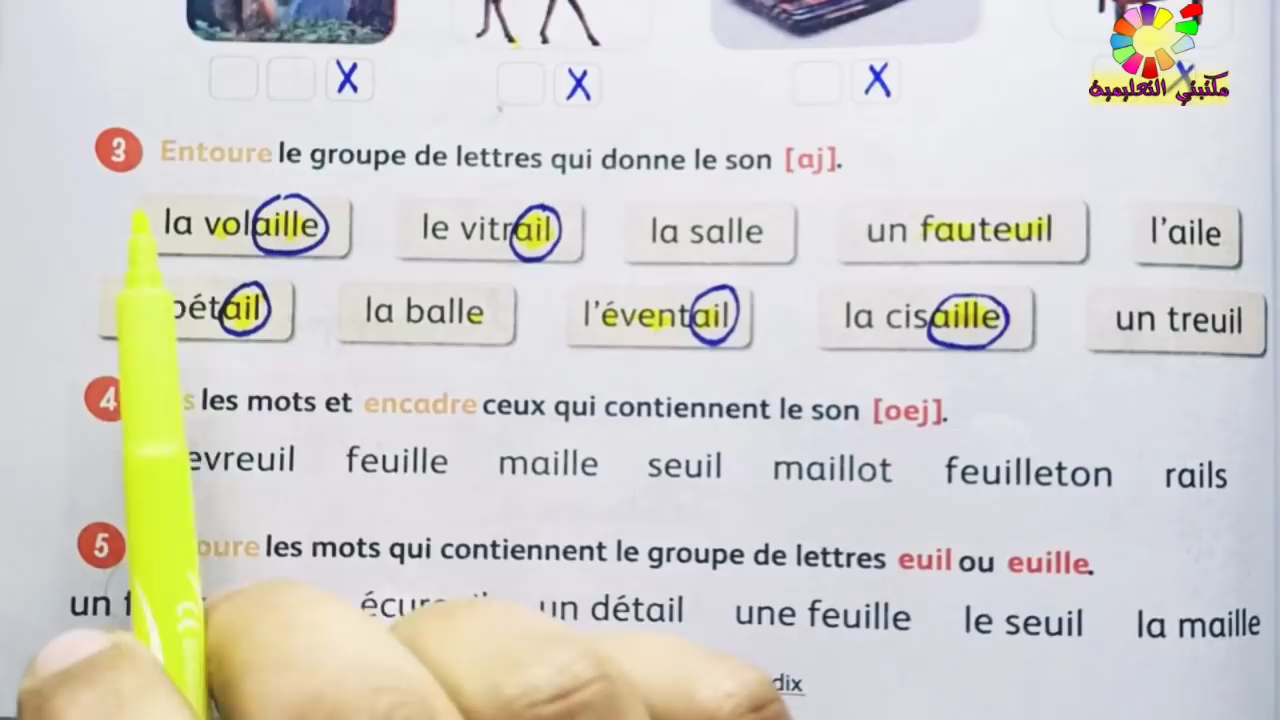 X X X X
مكتبتي التعليمية
3 Entoure le groupe de lettres qui donne le son [aj].
la volaille le vitrail la salle un fauteuil l'aile
bétail la balle l'éventail la cisaille un treuil
4 les mots et encadre ceux qui contiennent le son [oej].
evreuil feuille maille seuil maillot feuilleton rails
5 oure les mots qui contiennent le groupe de lettres euil ou euille.
un un détail une feuille le seuil la maille
dix